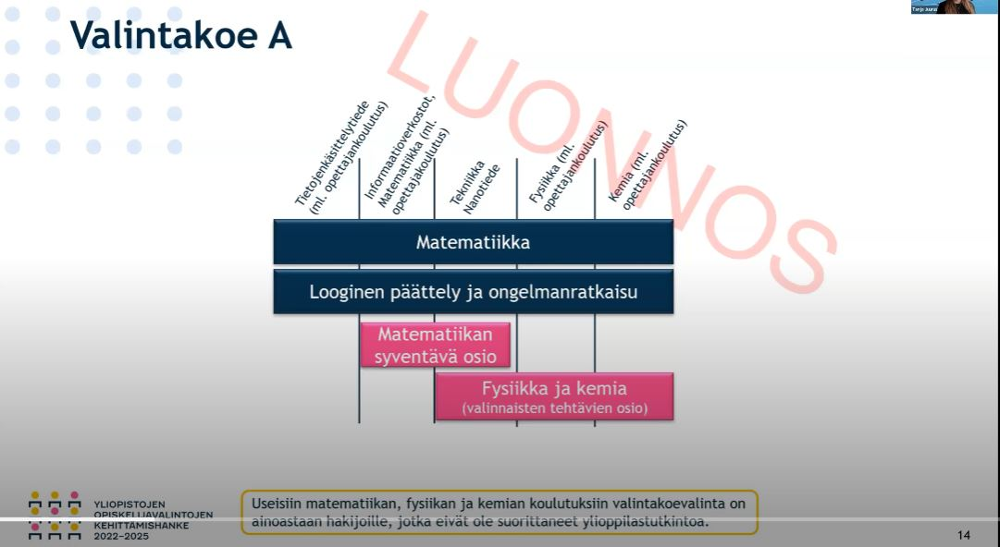 Valintakoe A
LUONNOS
Tietojenkäsittelytiede
(ml. opettajankoulutus)
Informaatioverkostot,
Matematiikka (ml.
opettajakoulutus)
Tekniikka
Nanotiede
Fysiikka (ml.
opettajankoulutus)
Kemia (ml.
opettajankoulutus)
Matematiikka
Looginen päättely ja ongelmanratkaisu
Matematiikan
syventävä osio
Fysiikka ja kemia
(valinnaisten tehtävien osio)
YLIOPISTOJEN
OPISKELIJAVALINTOJEN
KEHITTÄMISHANKE
2022–2025
Useisiin matematiikan, fysiikan ja kemian koulutuksiin valintakoevalinta on
ainoastaan hakijoille, jotka eivät ole suorittaneet ylioppilastutkintoa.
14